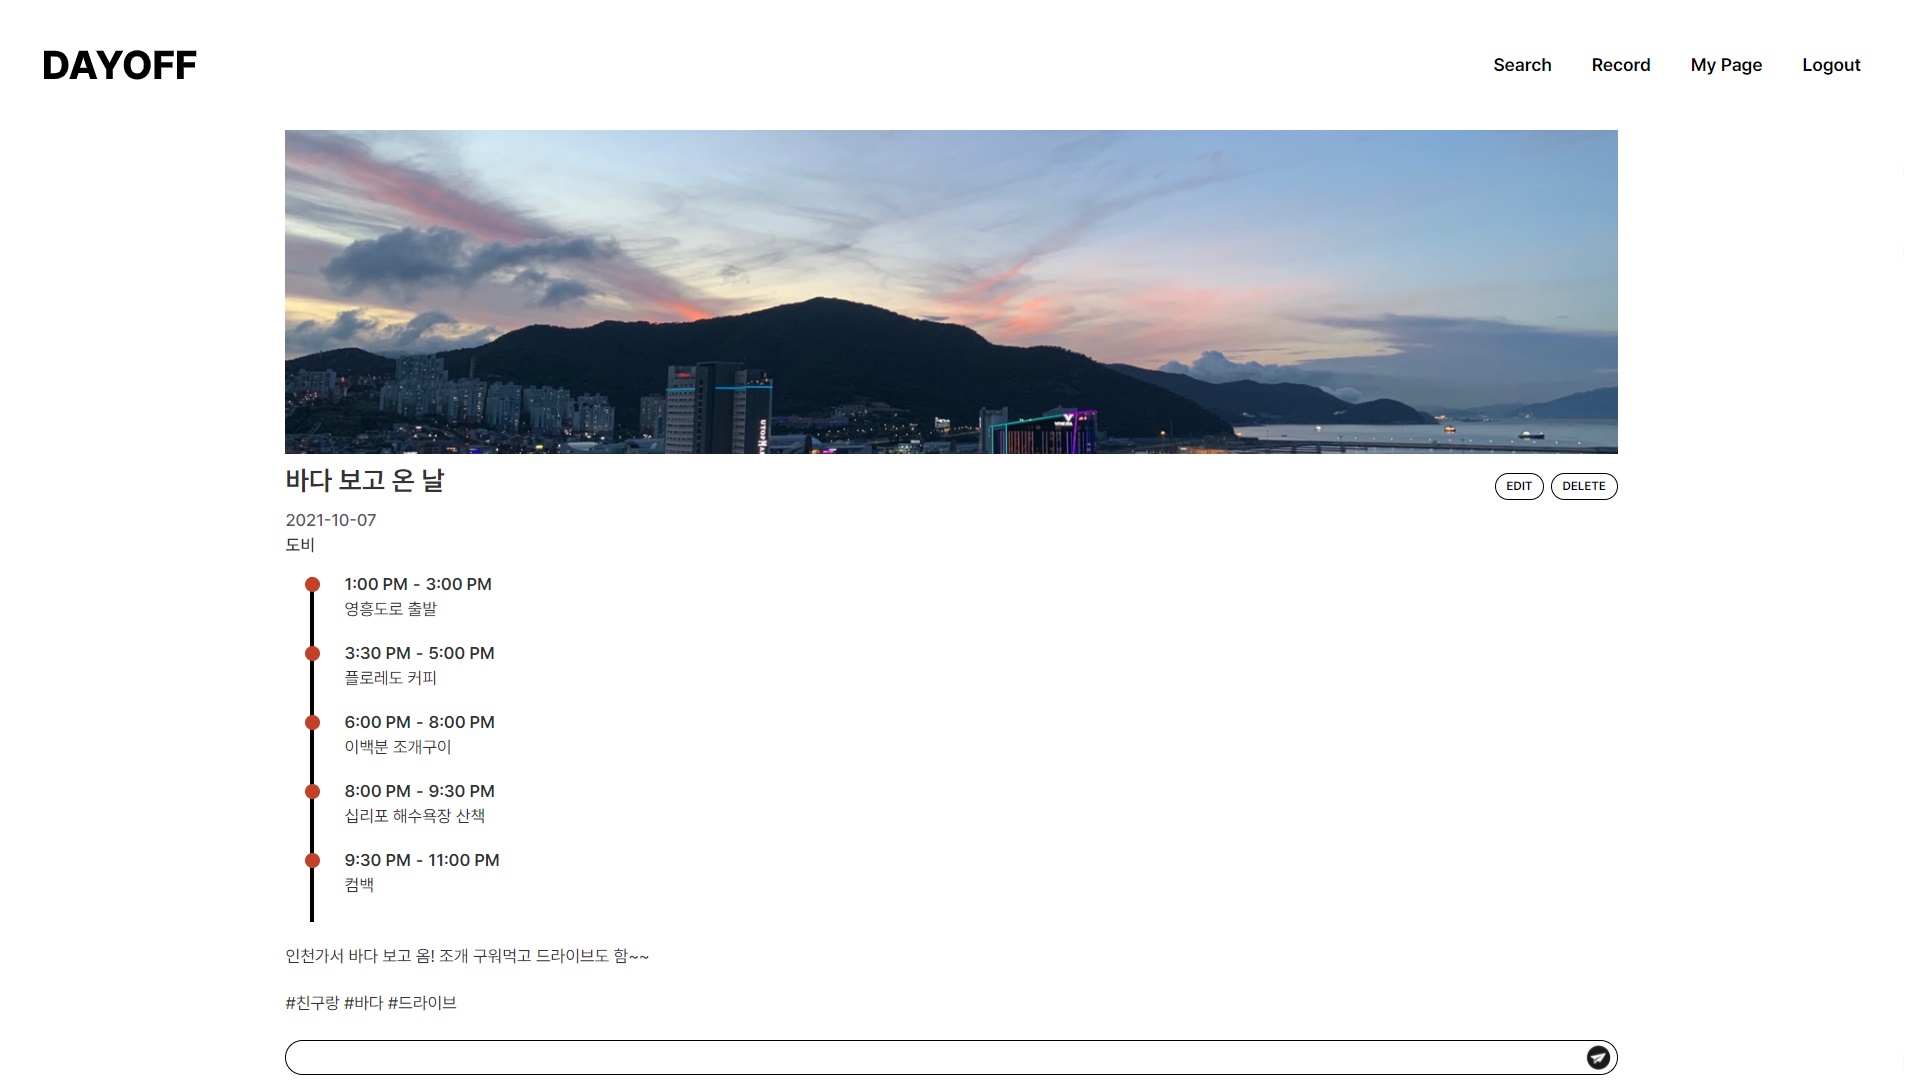 DAYOFF
Search Record My Page Logout
바다 보고 온 날
EDIT DELETE
2021-10-07
도비
1:00 PM - 3:00 PM
영흥도로 출발
3:30 PM - 5:00 PM
플로레도 커피
6:00 PM - 8:00 PM
이백분 조개구이
8:00 PM - 9:30 PM
십리포 해수욕장 산책
9:30 PM - 11:00 PM
컴백
인천가서 바다 보고 옴! 조개 구워먹고 드라이브도 함~~
#친구랑 #바다 #드라이브